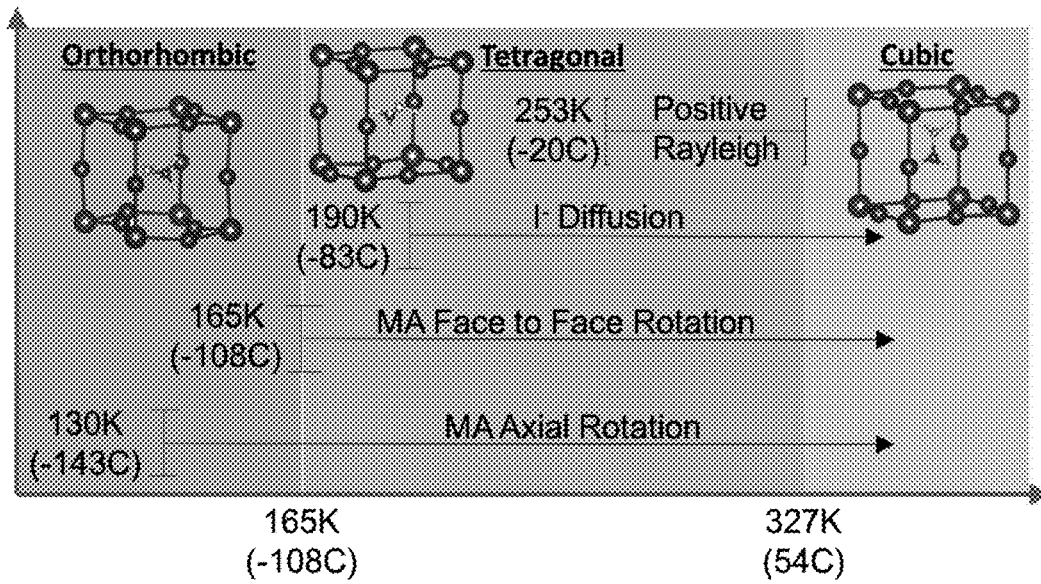 Orthorhombic
Tetragonal
Cubic
253K
(-20C)
Positive
Rayleigh
190K
(-83C)
I- Diffusion
165K
(-108C)
MA Face to Face Rotation
130K
(-143C)
MA Axial Rotation
165K
(-108C)
327K
(54C)